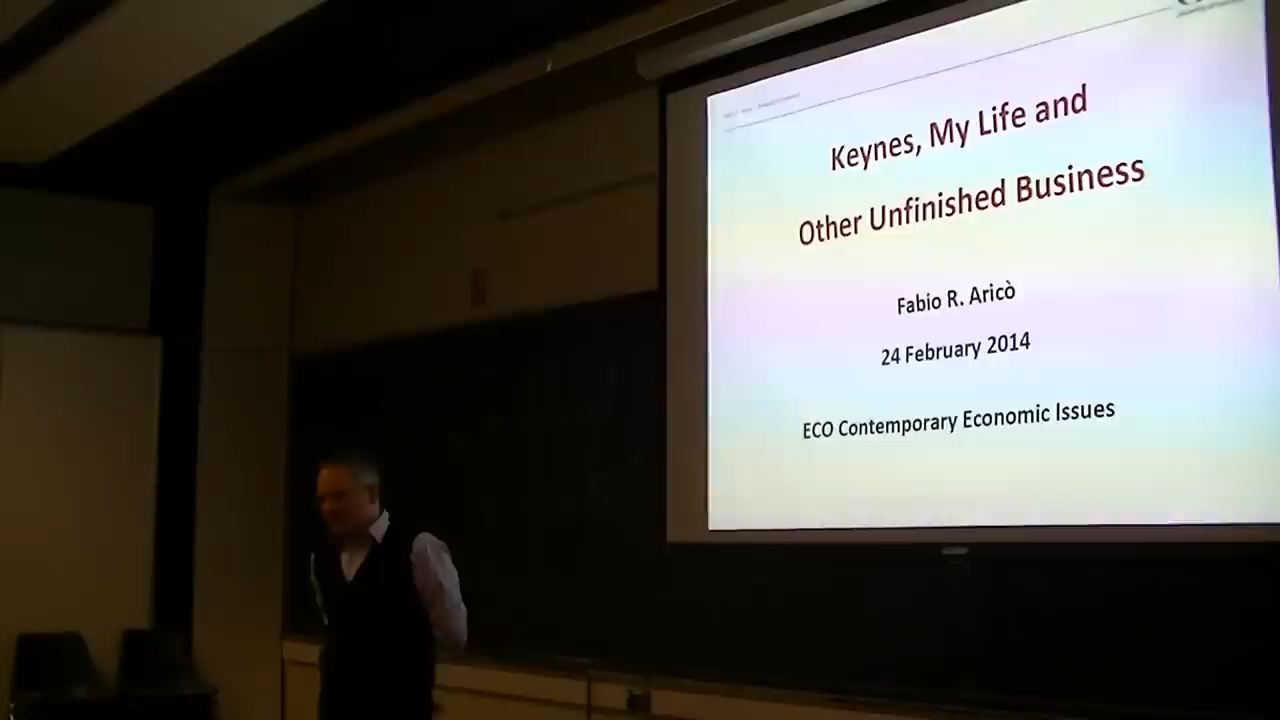 Keynes, My Life and
Other Unfinished Business
Fabio R. Aricò
24 February 2014
ECO Contemporary Economic Issues